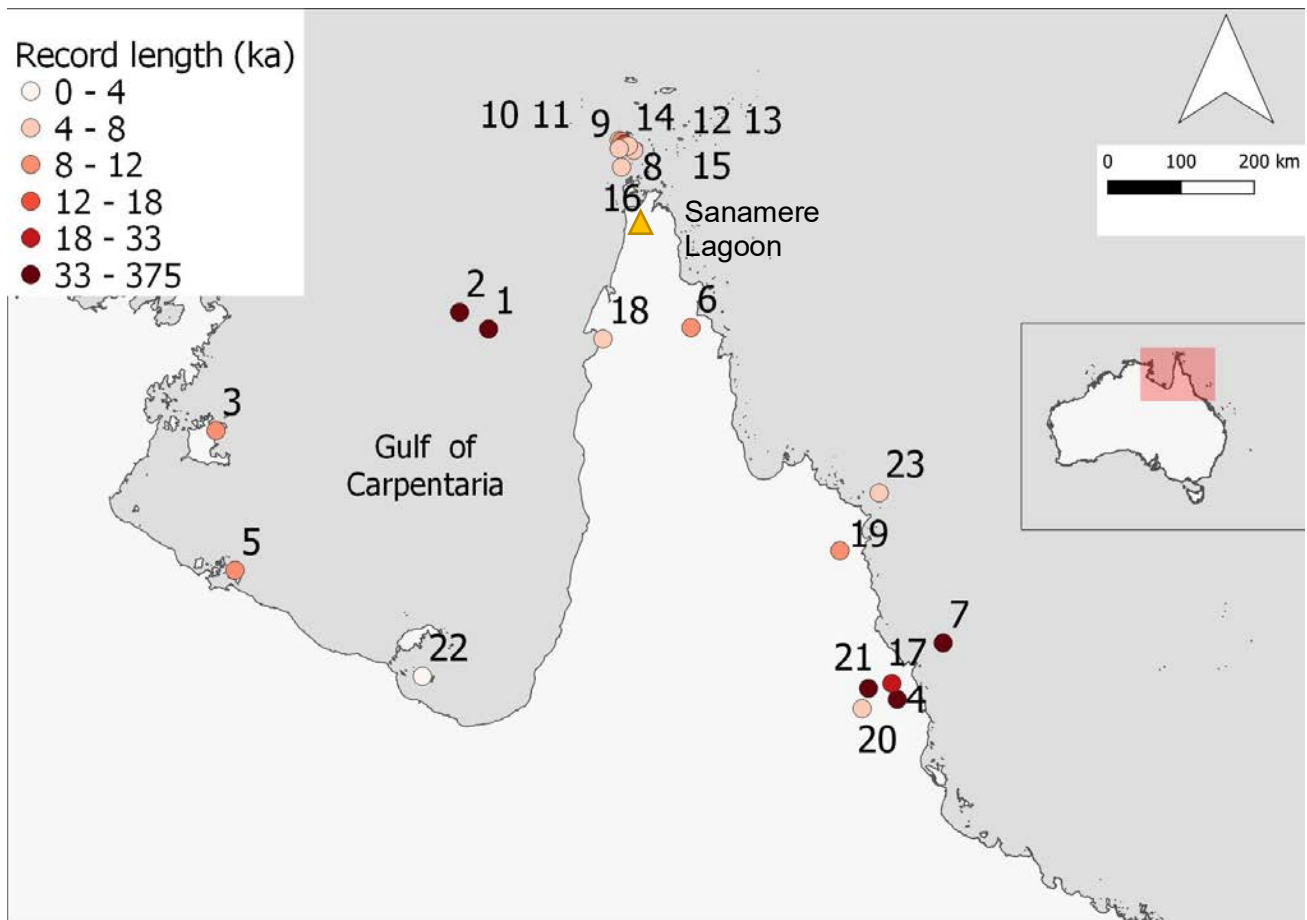 Record length (ka)
0 - 4
4 - 8
8 - 12
12 - 18
18 - 33
33 - 375
0 100 200 km
10 11 9 14 12 13
8 15
16
Sanamere
Lagoon
2
1
18
6
3
Gulf of
Carpentaria
23
19
5
7
22
21 17
4
20